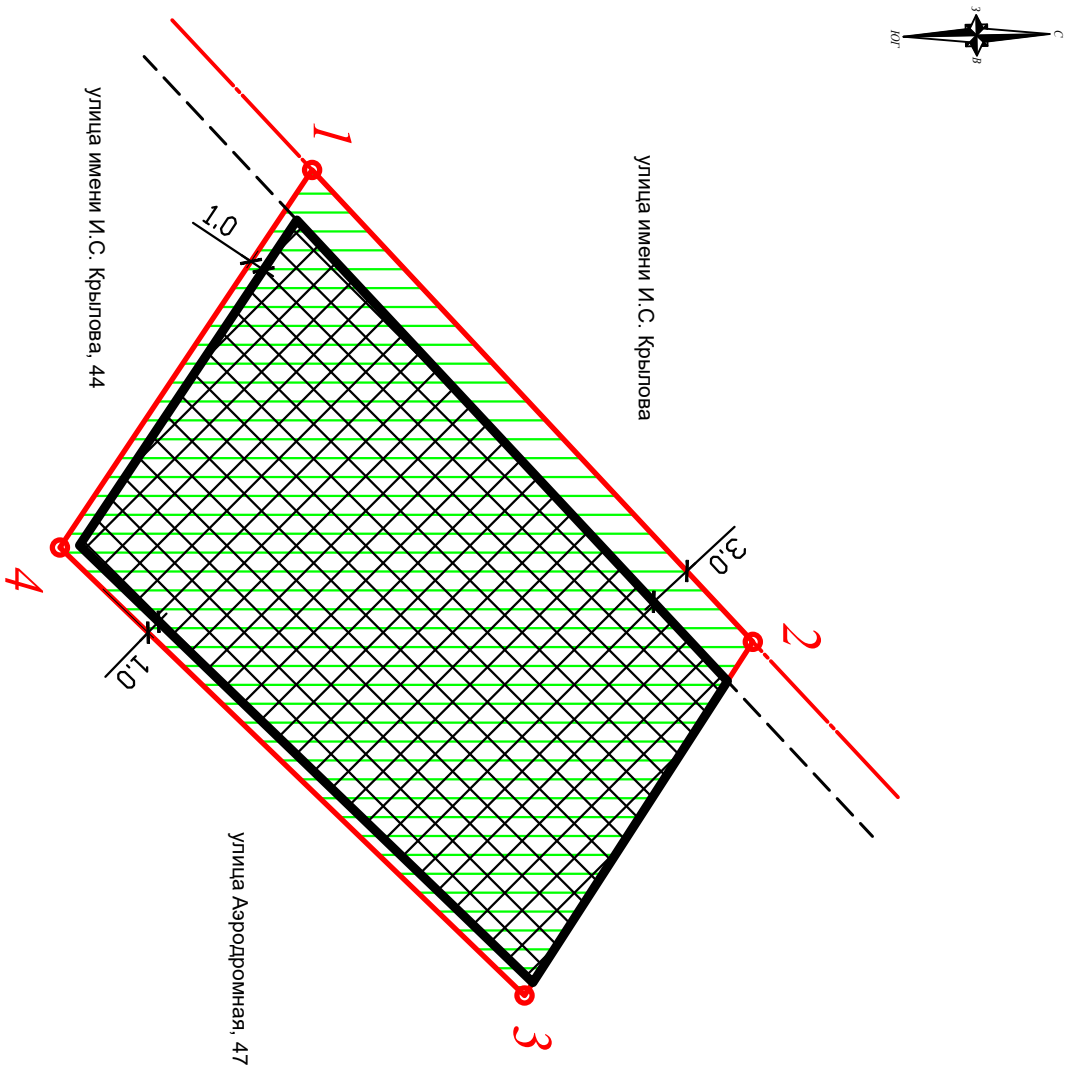 С
З
В
ЮГ
2
3.0
улица имени И.С. Крылова
3
1
улица Аэродромная, 47
1.0
1.0
улица имени И.С. Крылова, 44
4